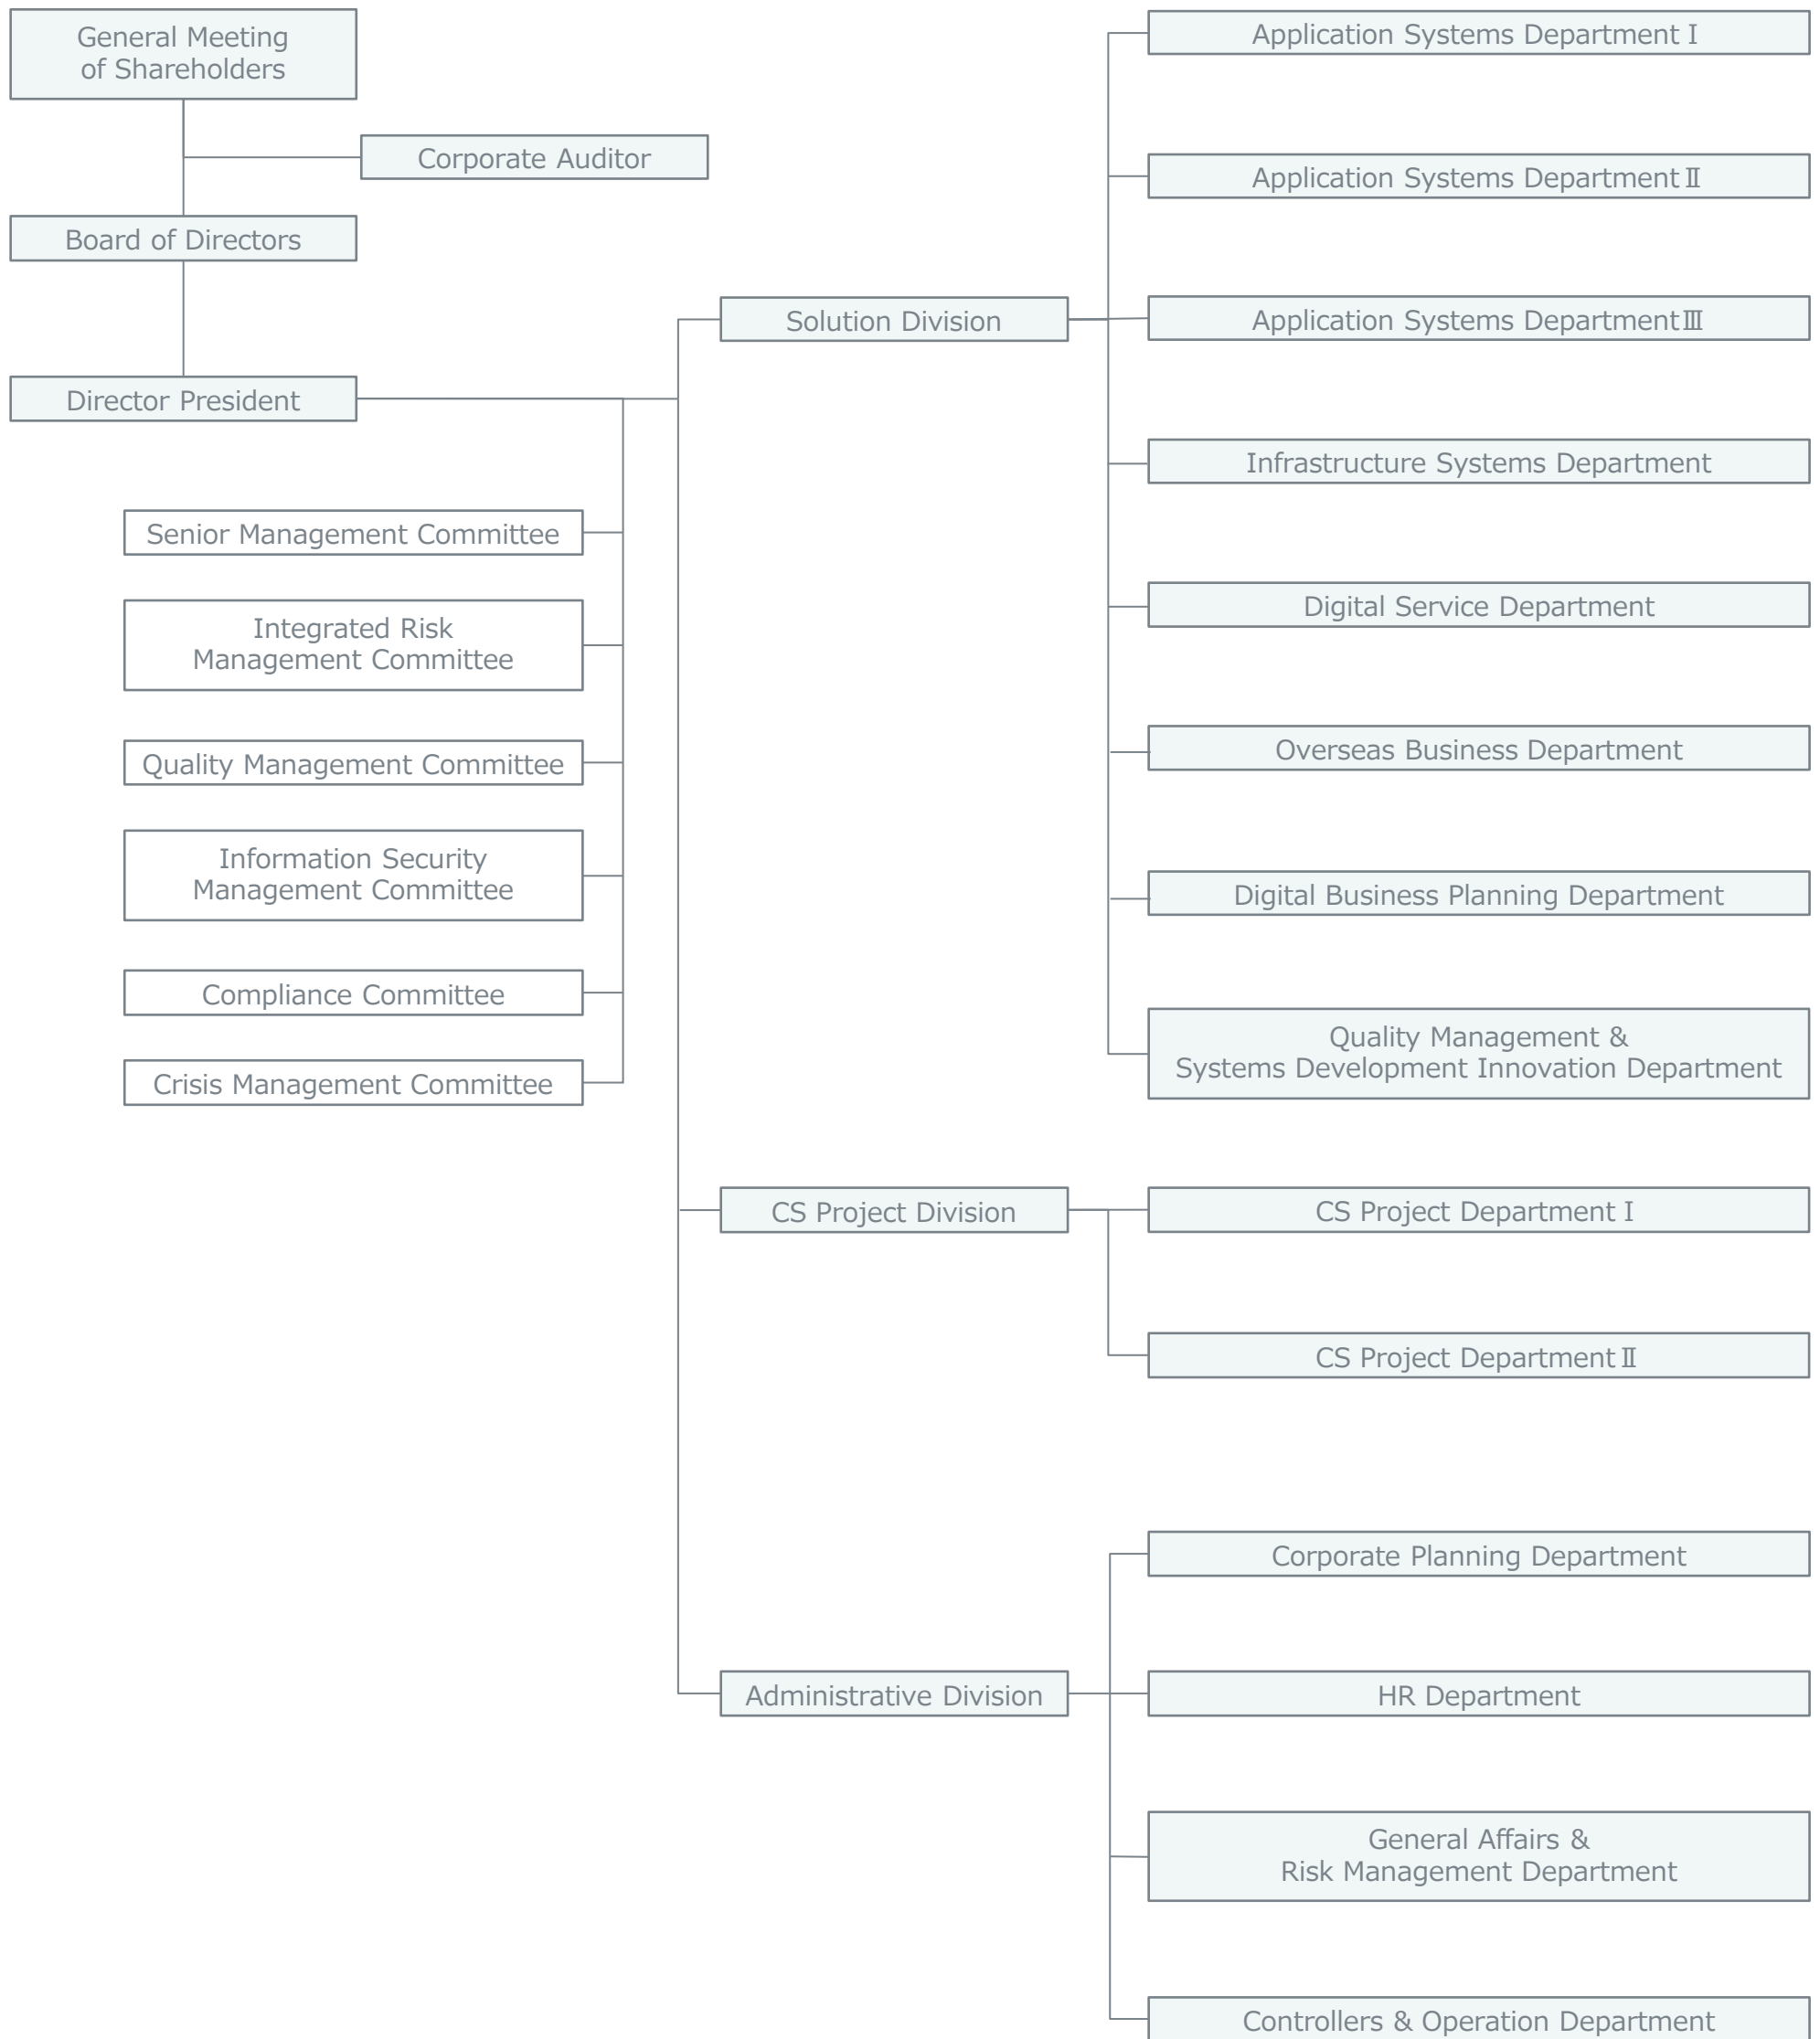 General Meeting
of Shareholders
Corporate Auditor
Board of Directors
Director President
Senior Management Committee
Integrated Risk
Management Committee
Quality Management Committee
Information Security
Management Committee
Compliance Committee
Crisis Management Committee
Solution Division
Application Systems Department Ⅰ
Application Systems Department Ⅱ
Application Systems Department Ⅲ
Infrastructure Systems Department
Digital Service Department
Overseas Business Department
Digital Business Planning Department
Quality Management &
Systems Development Innovation Department
CS Project Division
CS Project Department Ⅰ
CS Project Department Ⅱ
Administrative Division
Corporate Planning Department
HR Department
General Affairs &
Risk Management Department
Controllers & Operation Department